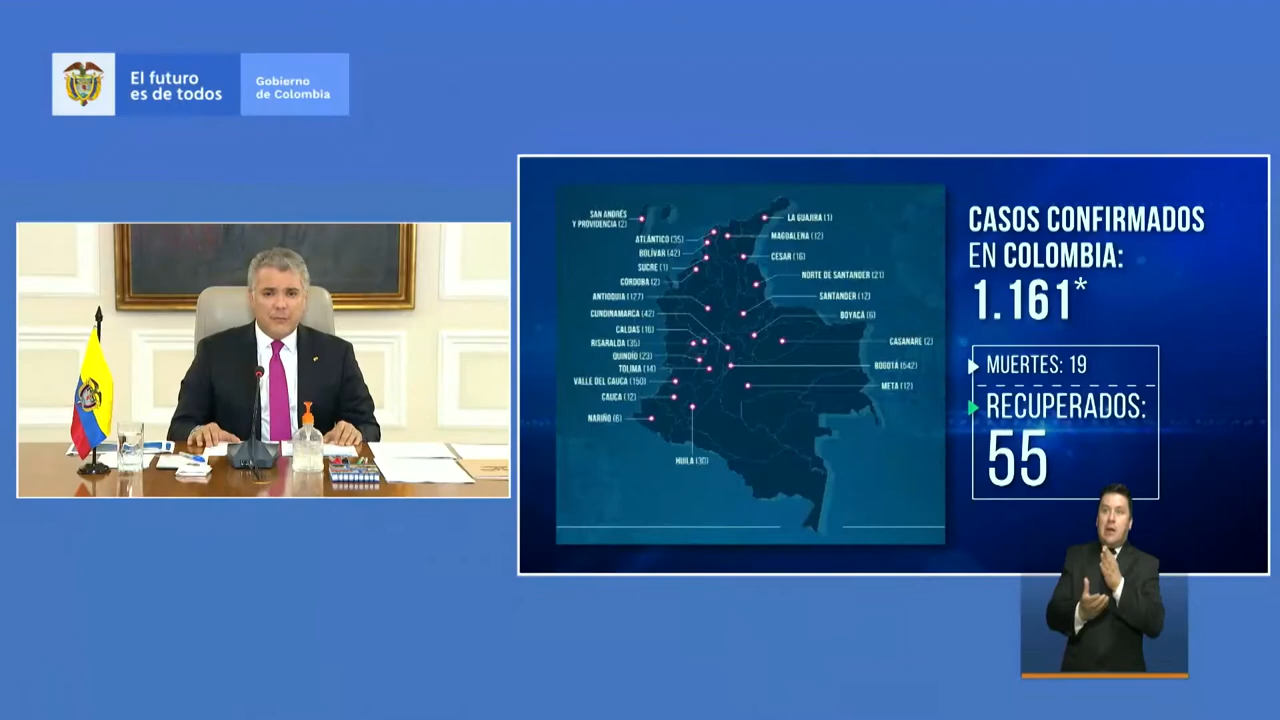 El futuro
es de todos
Gobierno
de Colombia
SAN ANDRÉS
Y PROVIDENCIA (2)
ATLÁNTICO (35)
BOLÍVAR (42)
SUCRE (1)
CÓRDOBA (2)
ANTIOQUIA (127)
CUNDINAMARCA (42)
CALDAS (16)
RISARALDA (35)
QUINDÍO (23)
TOLIMA (14)
VALLE DEL CAUCA (150)
CAUCA (12)
NARIÑO (6)
HUILA (30)
LA GUAJIRA (1)
MAGDALENA (12)
CESAR (16)
NORTE DE SANTANDER (21)
SANTANDER (12)
BOYACÁ (6)
CASANARE (2)
BOGOTÁ (542)
META (12)
CASOS CONFIRMADOS
EN COLOMBIA:
1.161*
MUERTES: 19
RECUPERADOS:
55